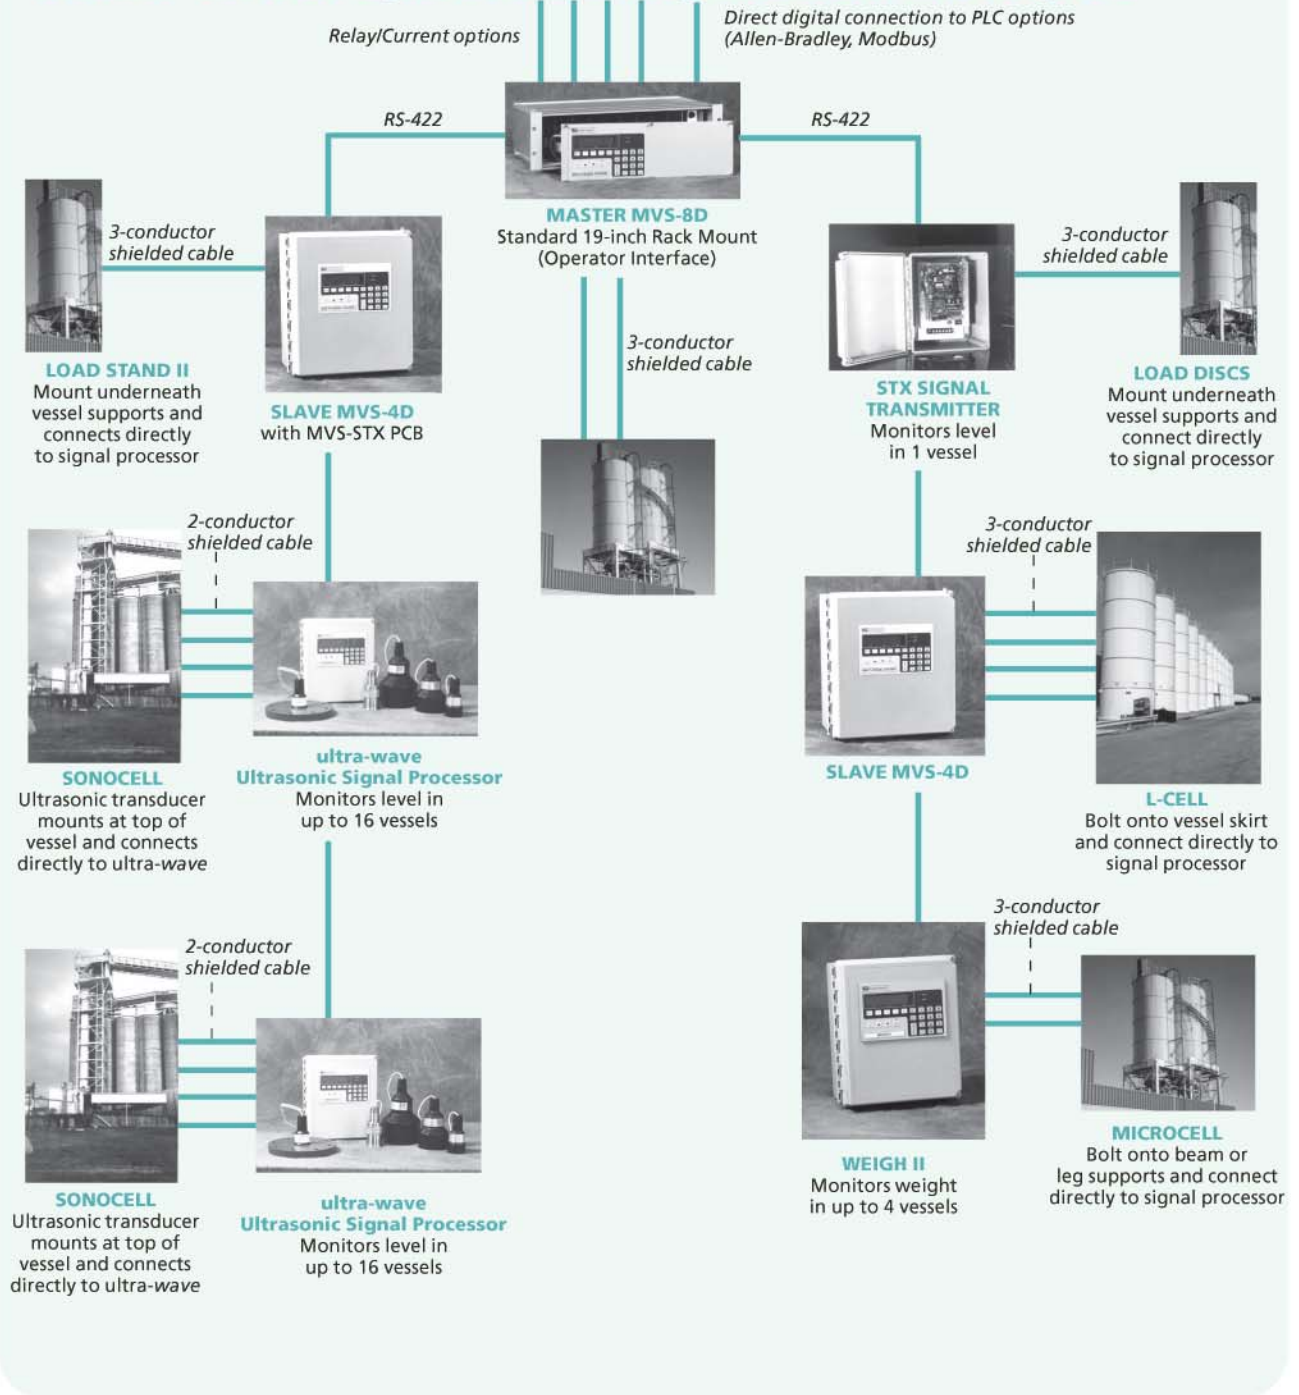 Relay/Current options
Direct digital connection to PLC options
(Allen-Bradley, Modbus)
RS-422
RS-422
MASTER MVS-8D
Standard 19-inch Rack Mount
(Operator Interface)
3-conductor
shielded cable
3-conductor
shielded cable
3-conductor
shielded cable
LOAD STAND II
Mount underneath
vessel supports and
connects directly
to signal processor
SLAVE MVS-4D
with MVS-STX PCB
STX SIGNAL
TRANSMITTER
Monitors level
in 1 vessel
LOAD DISCS
Mount underneath
vessel supports and
connect directly
to signal processor
2-conductor
shielded cable
3-conductor
shielded cable
SONOCELL
Ultrasonic transducer
mounts at top of
vessel and connects
directly to ultra-wave
ultra-wave
Ultrasonic Signal Processor
Monitors level in
up to 16 vessels
SLAVE MVS-4D
L-CELL
Bolt onto vessel skirt
and connect directly to
signal processor
2-conductor
shielded cable
3-conductor
shielded cable
SONOCELL
Ultrasonic transducer
mounts at top of
vessel and connects
directly to ultra-wave
ultra-wave
Ultrasonic Signal Processor
Monitors level in
up to 16 vessels
WEIGH II
Monitors weight
in up to 4 vessels
MICROCELL
Bolt onto beam or
leg supports and connect
directly to signal processor